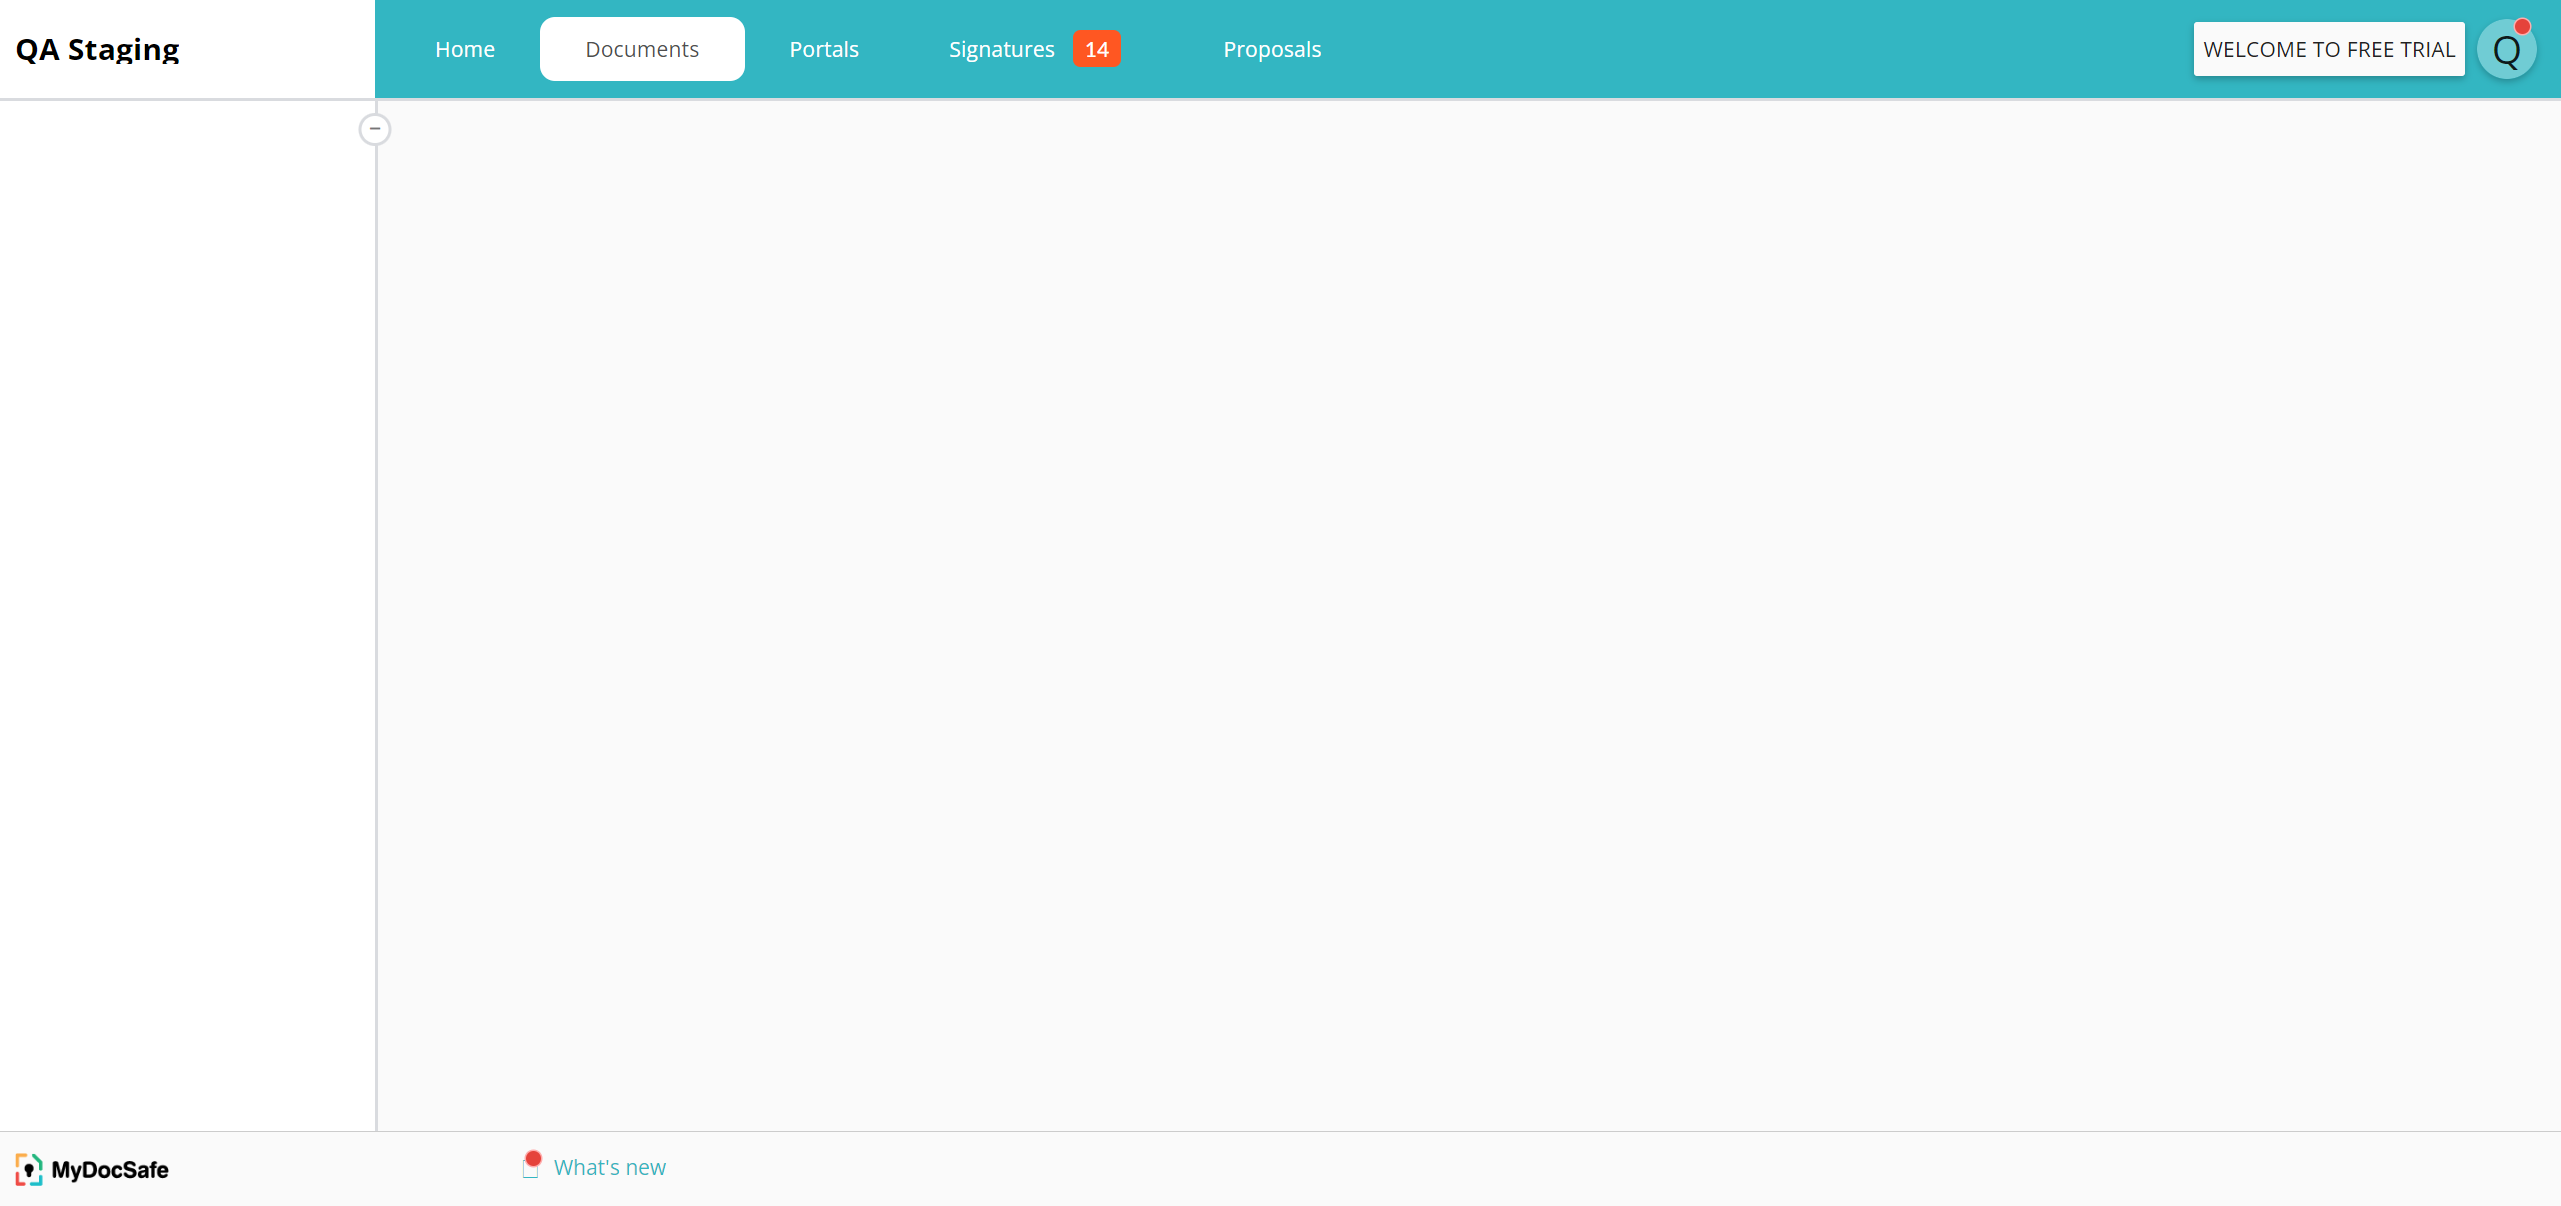 QA Staging
Home
Documents
Portals
Signatures 14
Proposals
WELCOME TO FREE TRIAL
Q
MyDocSafe
What's new